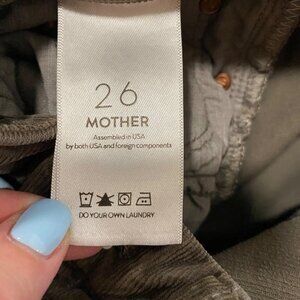 26
MOTHER
Assembled in USA
by both USA and foreign components
DO YOUR OWN LAUNDRY